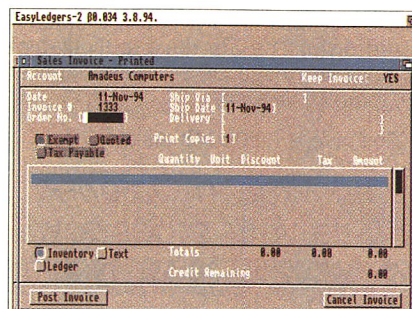 EasyLedgers-2 β0.034 3.8.94.
Sales Invoice - Printed
Account Amadeus Computers Keep Invoice: YES
Date 11-Nov-94 Ship Via [ ]
Invoice # 1333 Ship Date [11-Nov-94]
Order No. [ ] Delivery [ ]
[ ]
Exempt Quoted Print Copies [1]
Tax Payable
Quantity Unit Discount Tax Amount
Inventory Text Totals 0.00 0.00 0.00
Ledger
Credit Remaining 0.00
Post Invoice Cancel Invoice